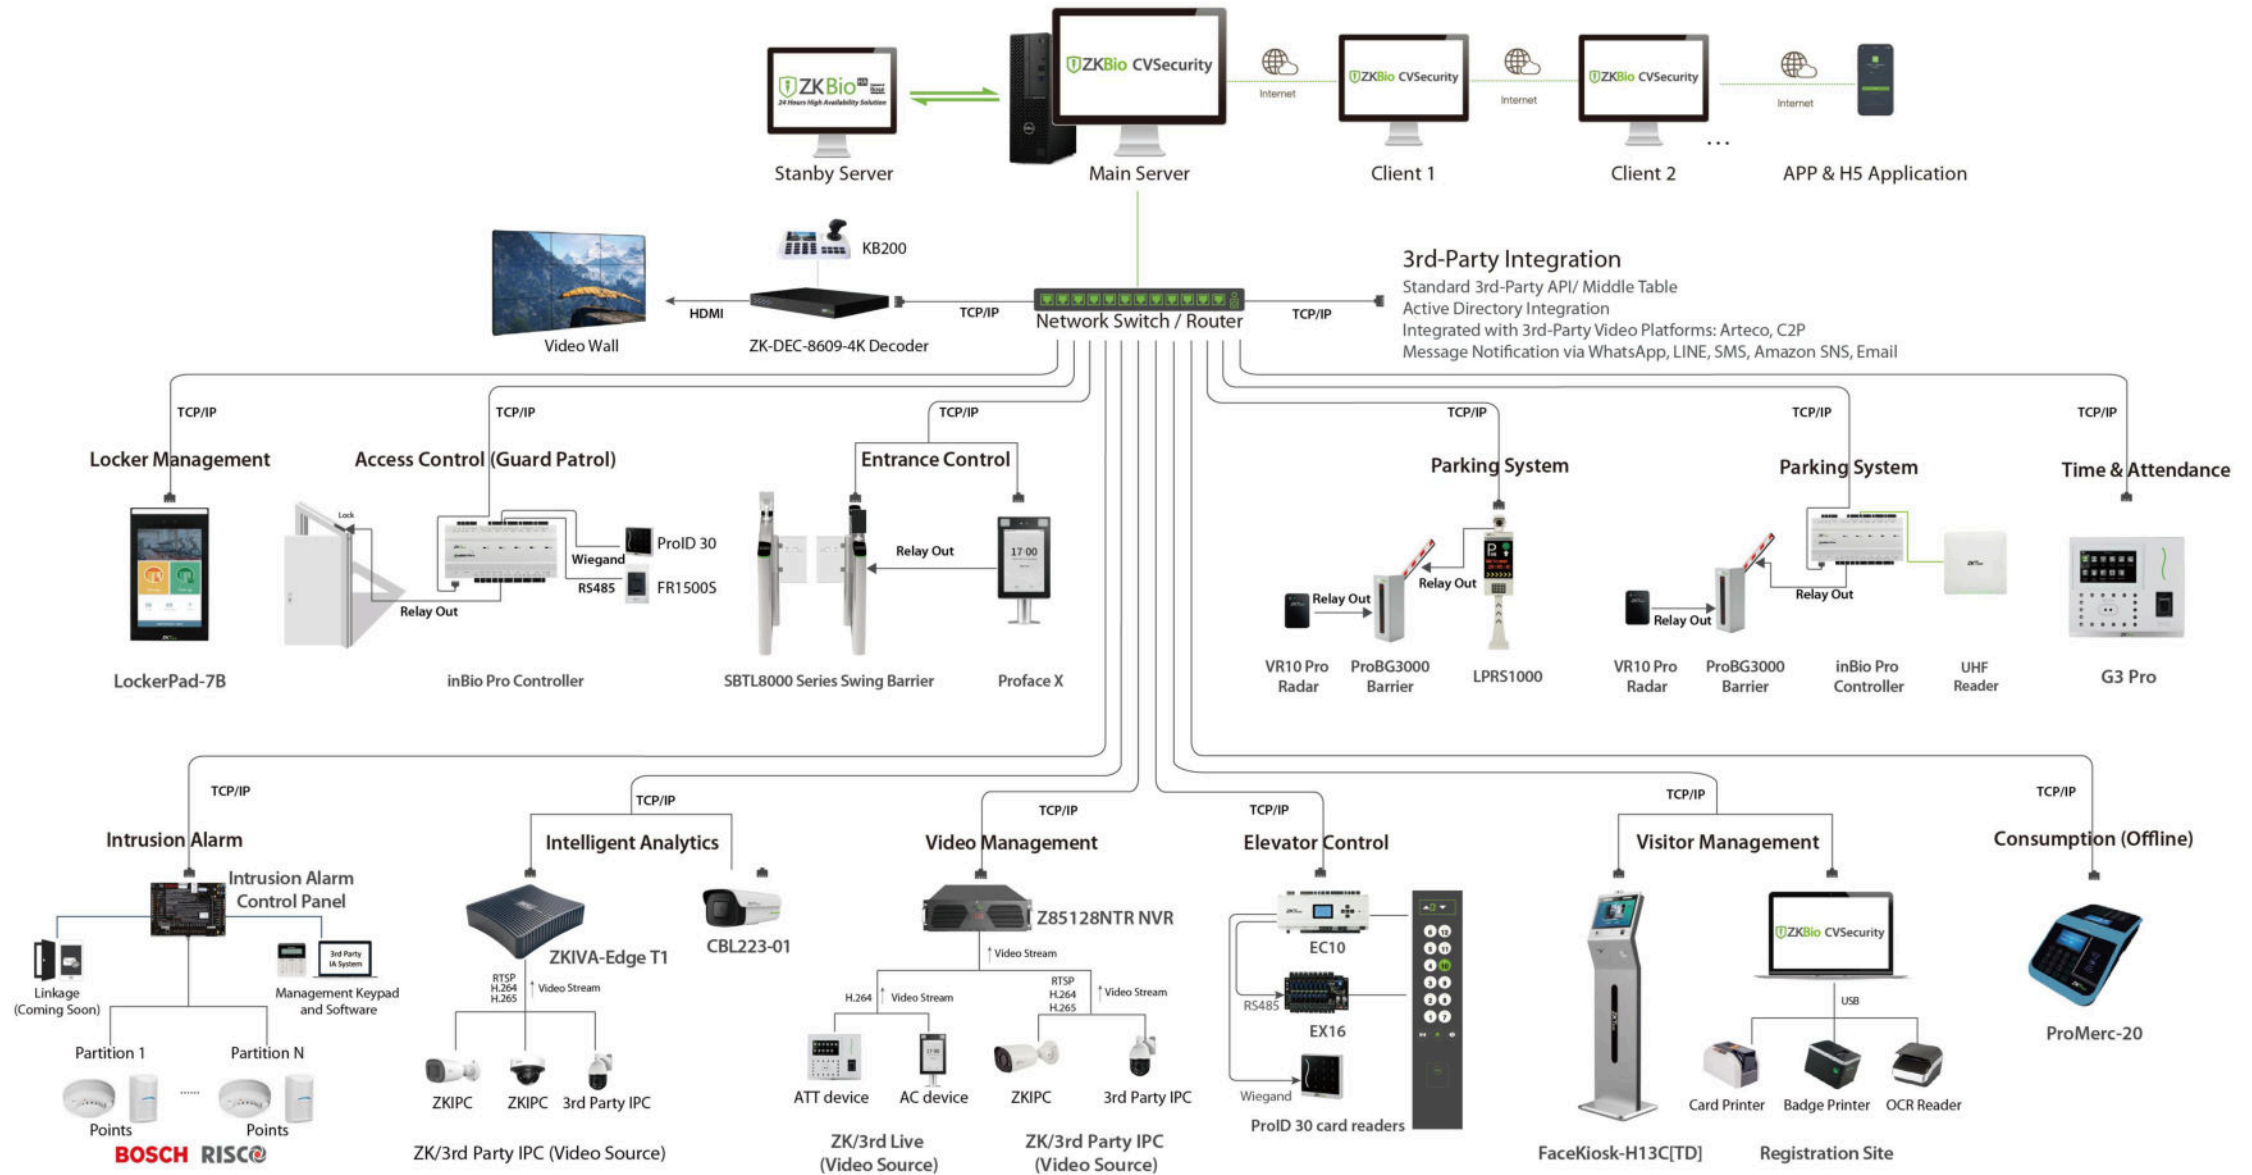 ZKBio
24 Hours High Availability Solution
ZKBio CVSecurity
ZKBio CVSecurity
ZKBio CVSecurity
Internet
Internet
Internet
...
Stanby Server
Main Server
Client 1
Client 2
APP & H5 Application
KB200
HDMI
TCP/IP
Video Wall
ZK-DEC-8609-4K Decoder
Network Switch / Router
TCP/IP
3rd-Party Integration
Standard 3rd-Party API/ Middle Table
Active Directory Integration
Integrated with 3rd-Party Video Platforms: Arteco, C2P
Message Notification via WhatsApp, LINE, SMS, Amazon SNS, Email
TCP/IP
Locker Management
LockerPad-7B
TCP/IP
Access Control (Guard Patrol)
Lock
Wiegand
ProID 30
RS485
FR1500S
Relay Out
inBio Pro Controller
TCP/IP
Entrance Control
Relay Out
17:00
SBTL8000 Series Swing Barrier
Proface X
TCP/IP
Parking System
Relay Out
Relay Out
VR10 Pro
Radar
ProBG3000
Barrier
LPRS1000
TCP/IP
Parking System
Relay Out
Relay Out
VR10 Pro
Radar
ProBG3000
Barrier
inBio Pro
Controller
UHF
Reader
TCP/IP
Time & Attendance
G3 Pro
TCP/IP
Intrusion Alarm
Intrusion Alarm
Control Panel
Linkage
(Coming Soon)
3rd Party
IA System
Management Keypad
and Software
Partition 1
Partition N
......
Points
Points
BOSCH RISCO
TCP/IP
Intelligent Analytics
ZKIVA-Edge T1
CBL223-01
RTSP
H.264
H.265
Video Stream
ZKIPC
ZKIPC
3rd Party IPC
ZK/3rd Party IPC (Video Source)
TCP/IP
Video Management
Z85128NTR NVR
Video Stream
H.264
Video Stream
RTSP
H.264
H.265
Video Stream
17:00
ATT device
AC device
ZKIPC
3rd Party IPC
ZK/3rd Live
(Video Source)
ZK/3rd Party IPC
(Video Source)
TCP/IP
Elevator Control
EC10
RS485
EX16
Wiegand
ProID 30 card readers
6 12
5 11
4 10
3 9
2 8
1 7
TCP/IP
Visitor Management
FaceKiosk-H13C[TD]
ZKBio CVSecurity
USB
Card Printer
Badge Printer
OCR Reader
Registration Site
TCP/IP
Consumption (Offline)
ProMerc-20